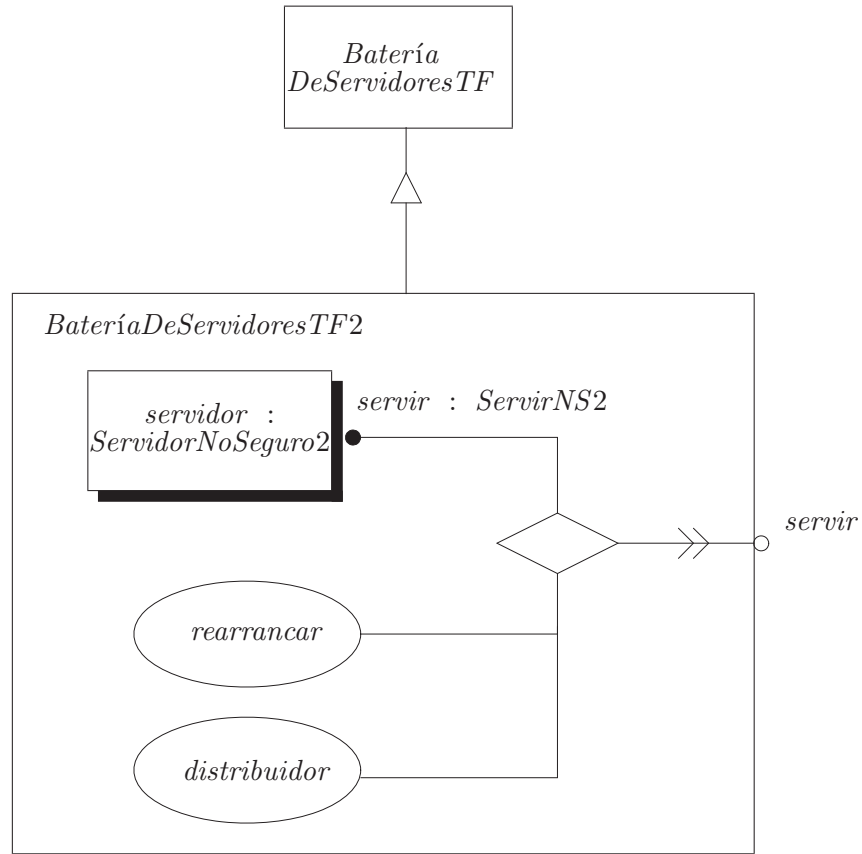 Batería
DeServidoresTF
BateríaDeServidoresTF2
servidor :
ServidorNoSeguro2
servir : ServirNS2
servir
rearrancar
distribuidor